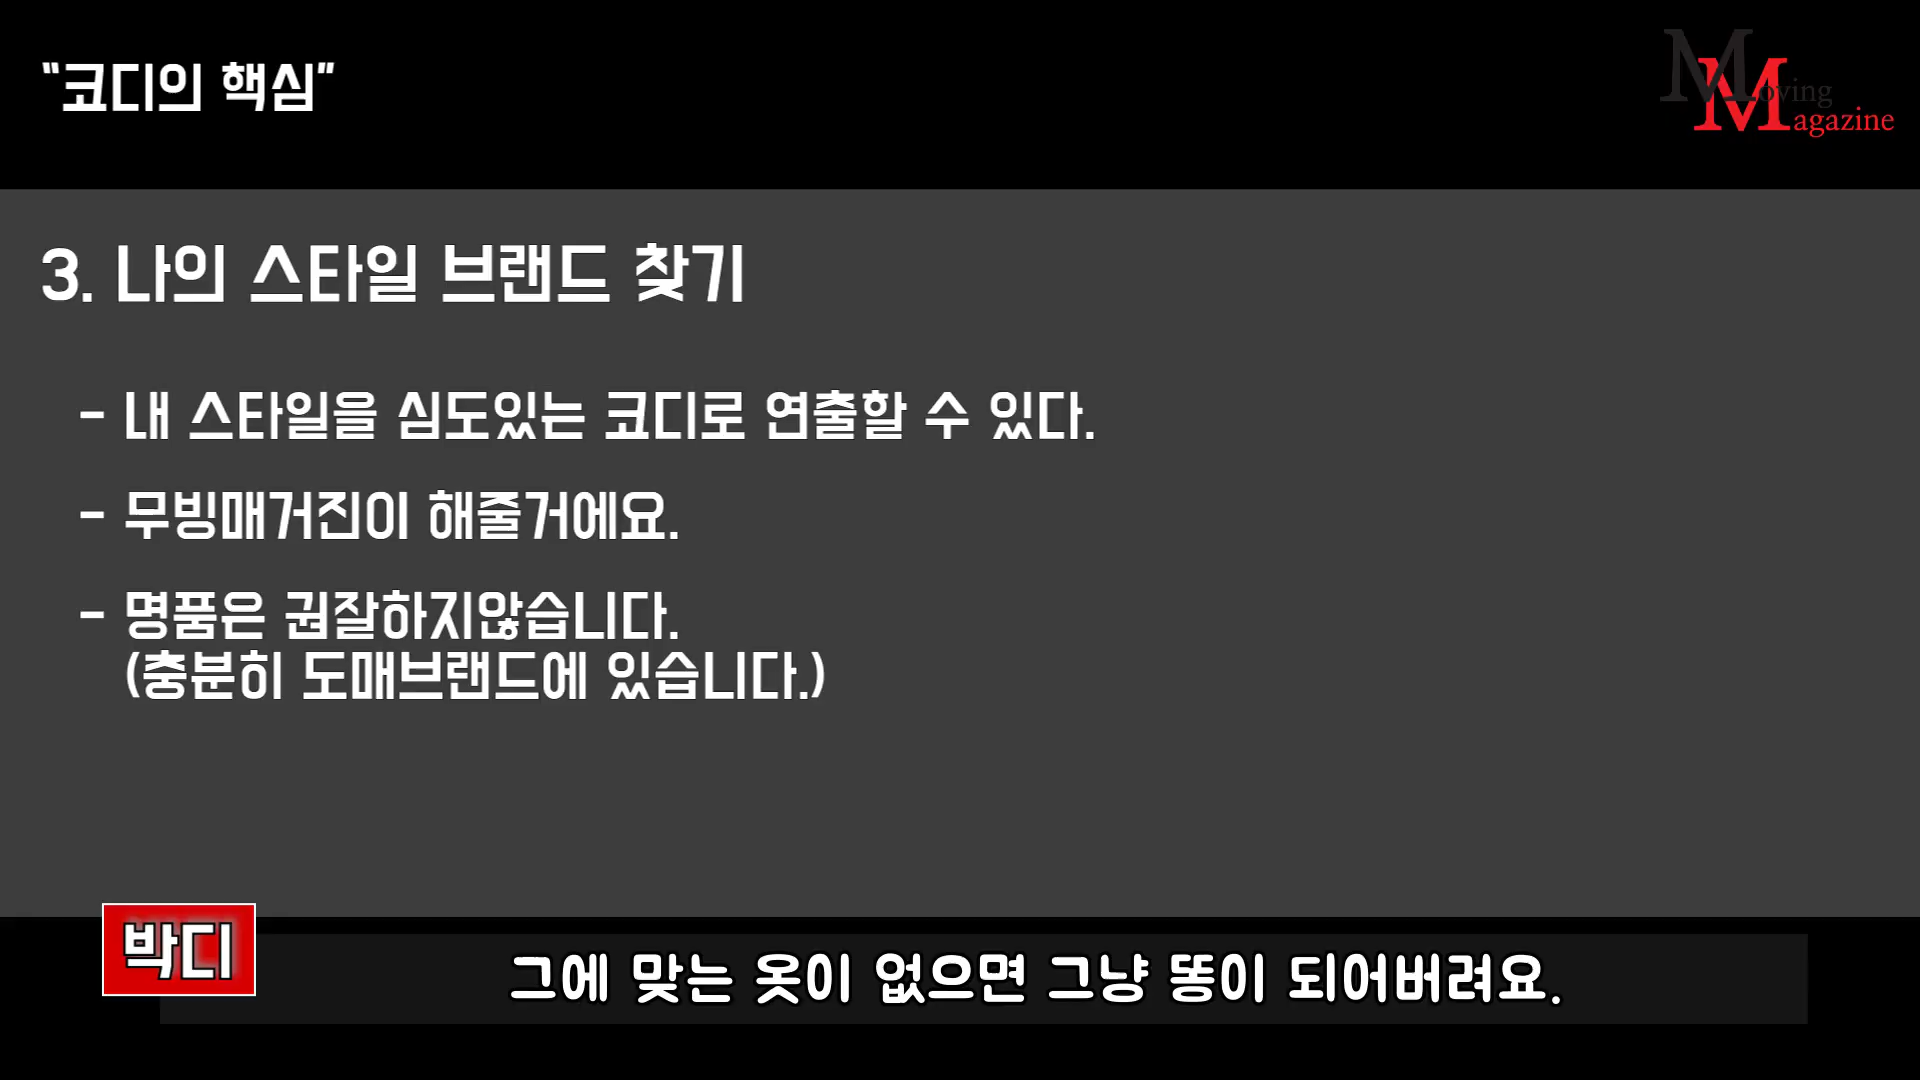 “코디의 핵심”
Moving
Magazine
3. 나의 스타일 브랜드 찾기
- 내 스타일을 심도있는 코디로 연출할 수 있다.
- 무빙매거진이 해줄거에요.
- 명품은 권잘하지않습니다.
(충분히 도매브랜드에 있습니다.)
박디
그에 맞는 옷이 없으면 그냥 똥이 되어버려요.